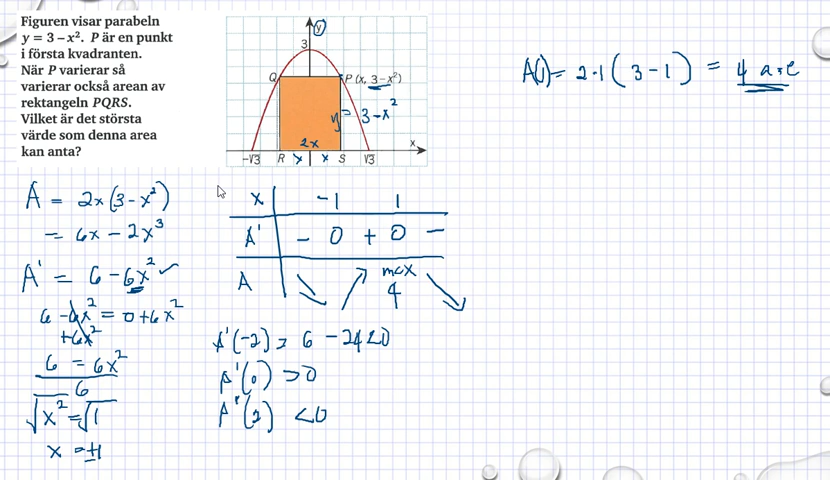 Figuren visar parabeln
y = 3 – x². P är en punkt
i första kvadranten.
När P varierar så
varierar också arean av
rektangeln PQRS.
Vilket är det största
värde som denna area
kan anta?
y
3
Q
P (x, 3 – x²)
y = 3 – x²
2x
x
–√3 R x x S √3
A(1) = 2·1 (3 – 1) = 4 a.e
A = 2x(3 – x²)
= 6x – 2x³
A' = 6 – 6x² ✓
6 – 6x² = 0 + 6x²
+6x²
6 = 6x²
6
√x² = √1
x = ±1
x | –1 1
A' | – 0 + 0 –
A | ↘ ↗ max 4 ↘
A'(-2) = 6 – 24 < 0
A'(0) > 0
A'(2) < 0